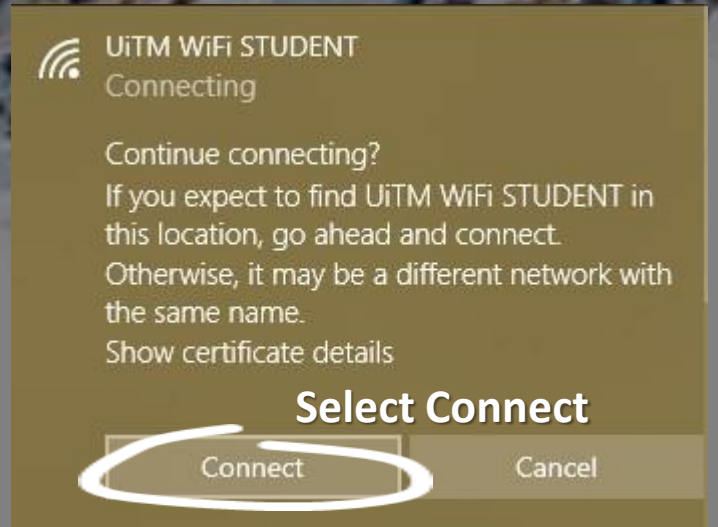 UiTM WiFi STUDENT
Connecting
Continue connecting?
If you expect to find UiTM WiFi STUDENT in
this location, go ahead and connect.
Otherwise, it may be a different network with
the same name.
Show certificate details
Select Connect
Connect
Cancel